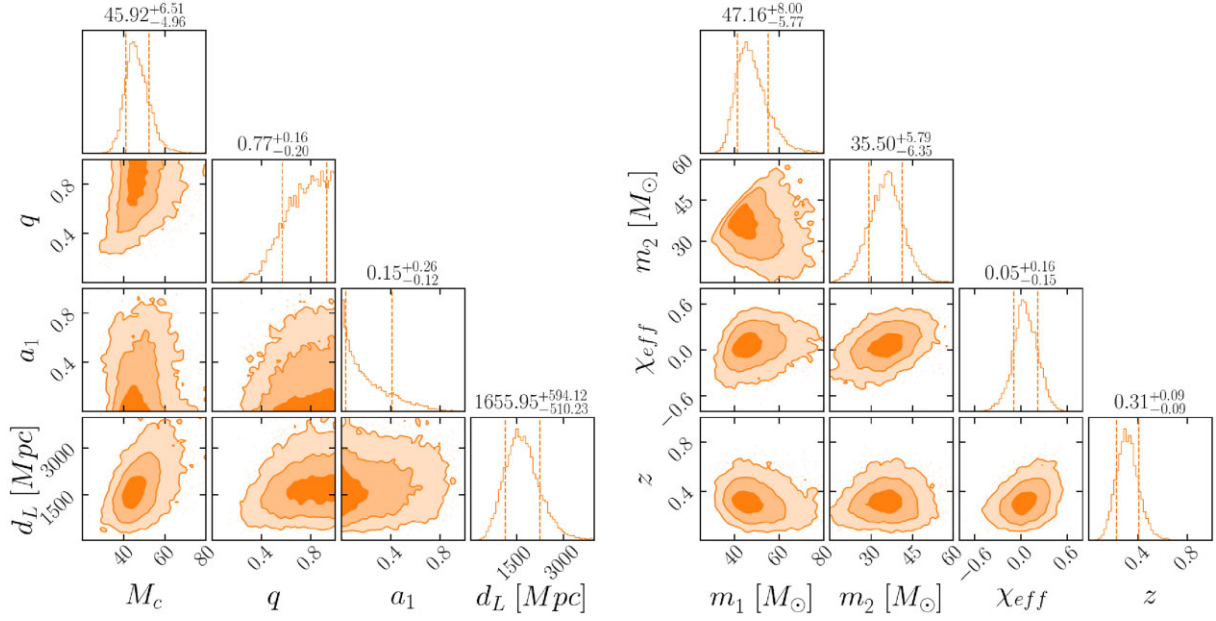 45.92+6.51−4.96
47.16+8.00−5.77
0.77+0.16−0.20
35.50+5.79−6.35
q
0.8
0.4
m2 [M⊙]
60
45
30
0.15+0.26−0.12
0.05+0.16−0.15
a1
0.8
0.4
χeff
0.6
0.0
−0.6
1655.95+594.12−510.23
0.31+0.09−0.09
dL [Mpc]
3000
1500
z
0.8
0.4
40 60 80 0.4 0.8 0.4 0.8 1500 3000
40 60 80 30 45 60 −0.6 0.0 0.6 0.4 0.8
Mc q a1 dL [Mpc]
m1 [M⊙] m2 [M⊙] χeff z